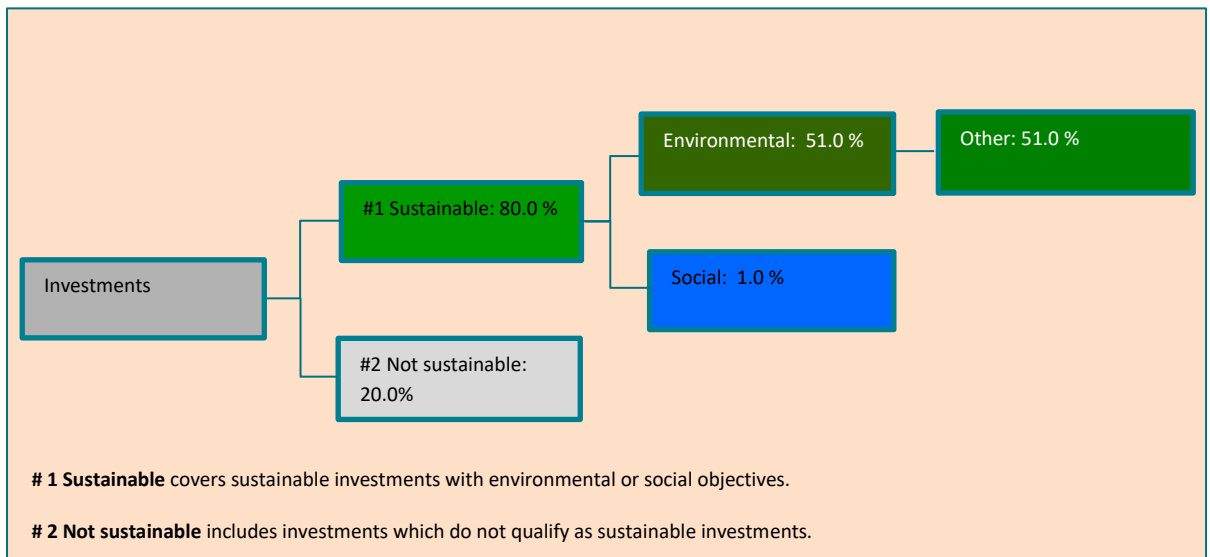 Environmental: 51.0 %
Other: 51.0 %
#1 Sustainable: 80.0 %
Social: 1.0 %
Investments
#2 Not sustainable:
20.0%
# 1 Sustainable covers sustainable investments with environmental or social objectives.
# 2 Not sustainable includes investments which do not qualify as sustainable investments.